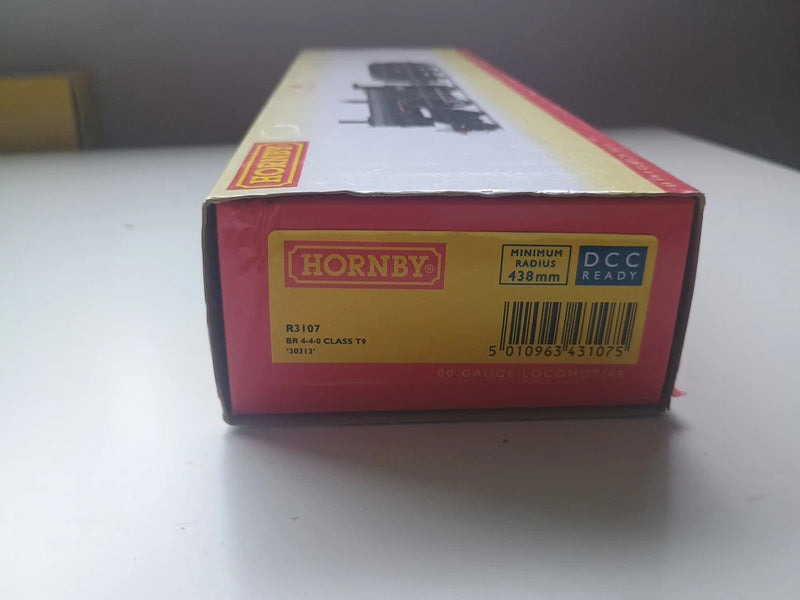 HORNBY
HORNBY®
MINIMUM
RADIUS
438mm
DCC
READY
R3107
BR 4-4-0 CLASS T9
'30313'
5 010963 431075
00 GAUGE LOCOMOTIVE